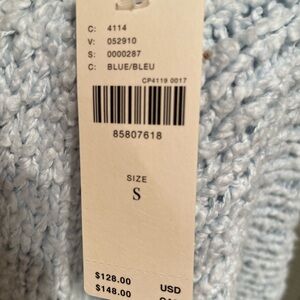 C: 4114
V: 052910
S: 0000287
C: BLUE/BLEU
CP4119 0017
85807618
SIZE
S
$128.00 USD
$148.00